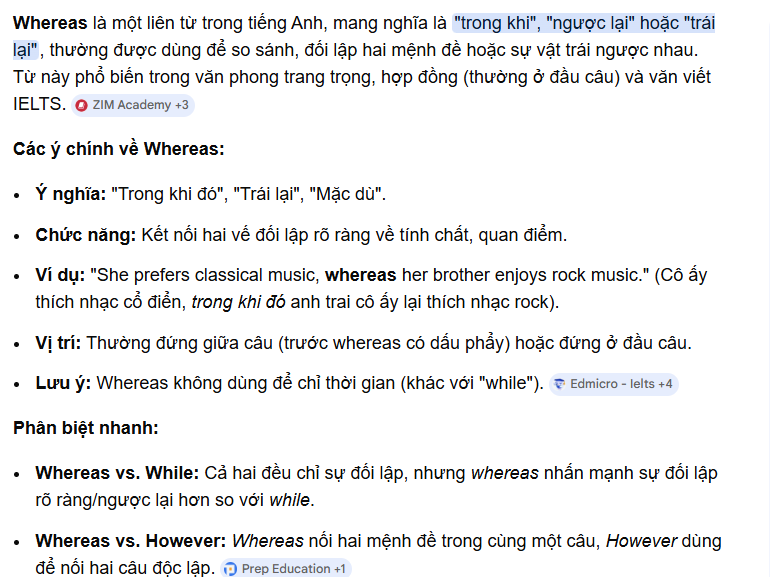 Whereas là một liên từ trong tiếng Anh, mang nghĩa là "trong khi", "ngược lại" hoặc "trái
lại", thường được dùng để so sánh, đối lập hai mệnh đề hoặc sự vật trái ngược nhau.
Từ này phổ biến trong văn phong trang trọng, hợp đồng (thường ở đầu câu) và văn viết
IELTS. ZIM Academy +3
Các ý chính về Whereas:
• Ý nghĩa: "Trong khi đó", "Trái lại", "Mặc dù".
• Chức năng: Kết nối hai vế đối lập rõ ràng về tính chất, quan điểm.
• Ví dụ: "She prefers classical music, whereas her brother enjoys rock music." (Cô ấy
thích nhạc cổ điển, trong khi đó anh trai cô ấy lại thích nhạc rock).
• Vị trí: Thường đứng giữa câu (trước whereas có dấu phẩy) hoặc đứng ở đầu câu.
• Lưu ý: Whereas không dùng để chỉ thời gian (khác với "while"). Edmicro - Ielts +4
Phân biệt nhanh:
• Whereas vs. While: Cả hai đều chỉ sự đối lập, nhưng whereas nhấn mạnh sự đối lập
rõ ràng/ngược lại hơn so với while.
• Whereas vs. However: Whereas nối hai mệnh đề trong cùng một câu, However dùng
để nối hai câu độc lập. Prep Education +1